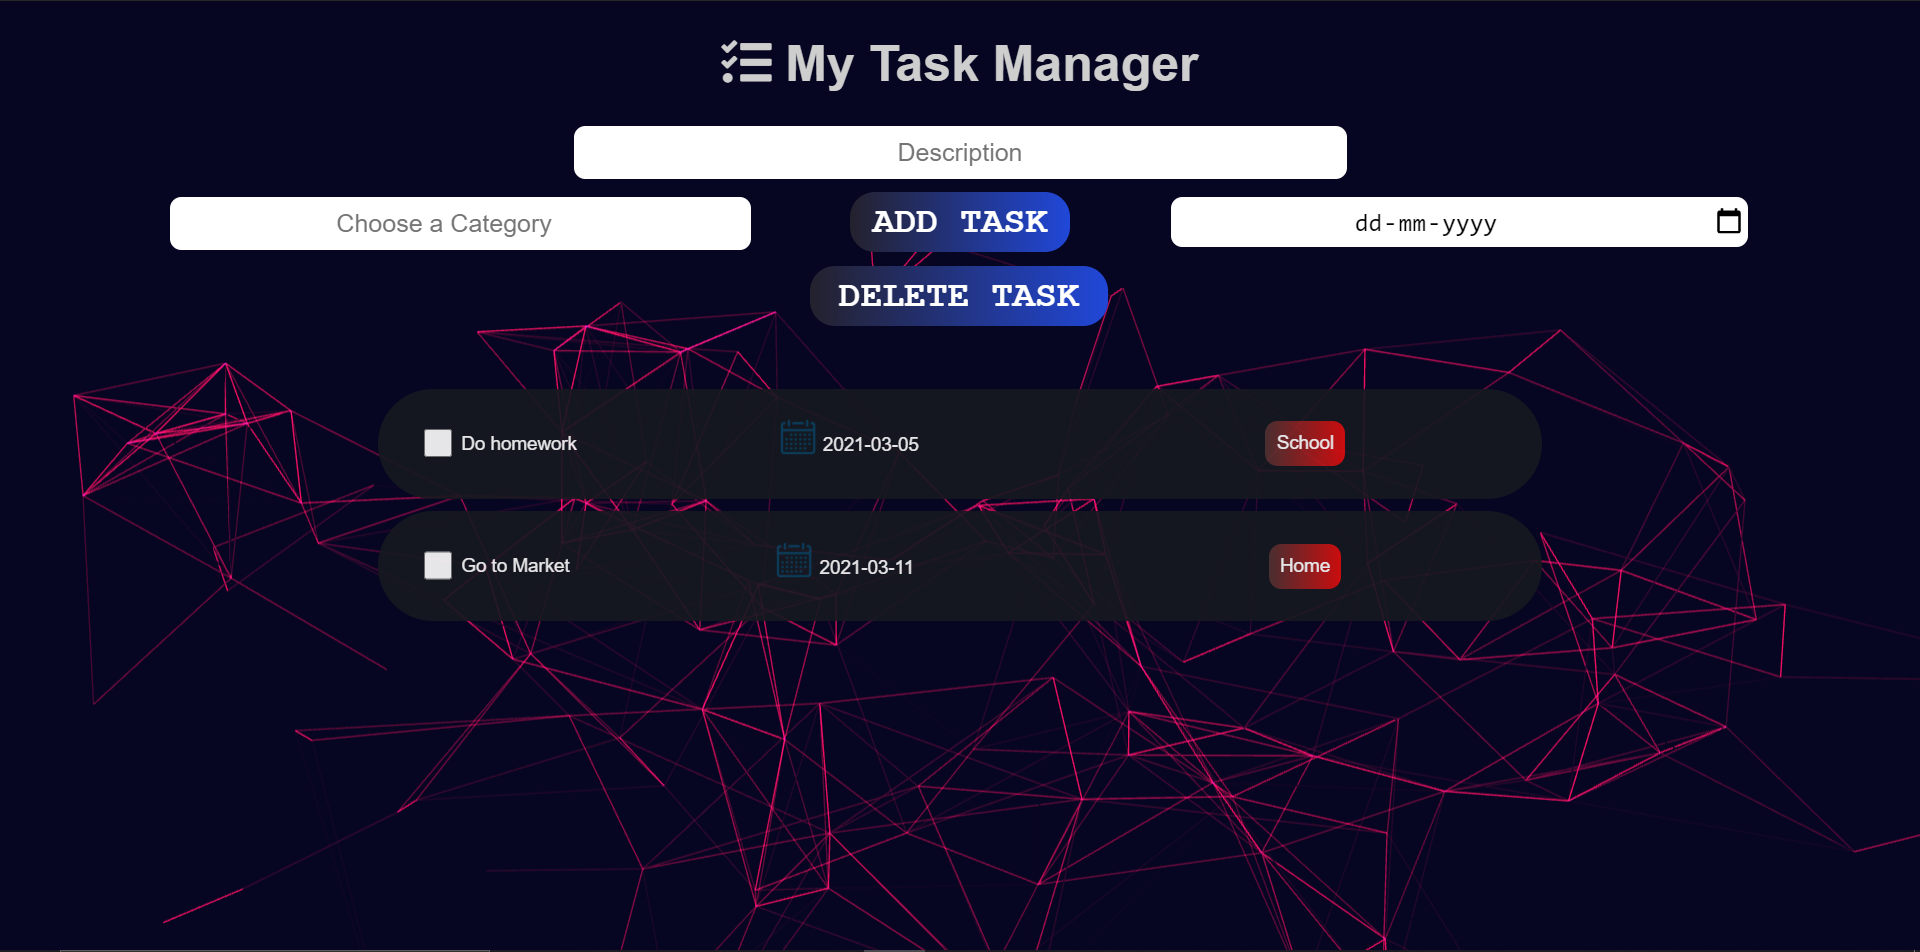 My Task Manager
Description
Choose a Category
ADD TASK
dd-mm-yyyy
DELETE TASK
Do homework 2021-03-05 School
Go to Market 2021-03-11 Home